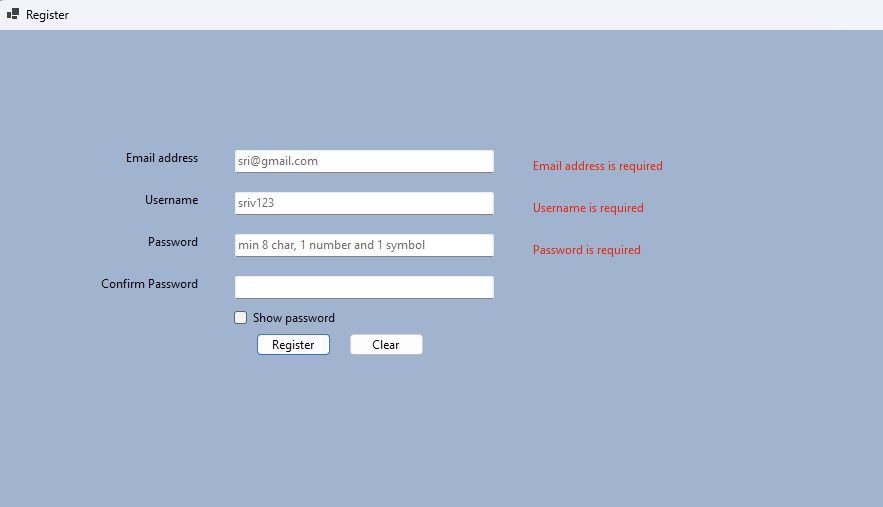 Register
Email address
sri@gmail.com
Email address is required
Username
sriv123
Username is required
Password
min 8 char, 1 number and 1 symbol
Password is required
Confirm Password
Show password
Register
Clear